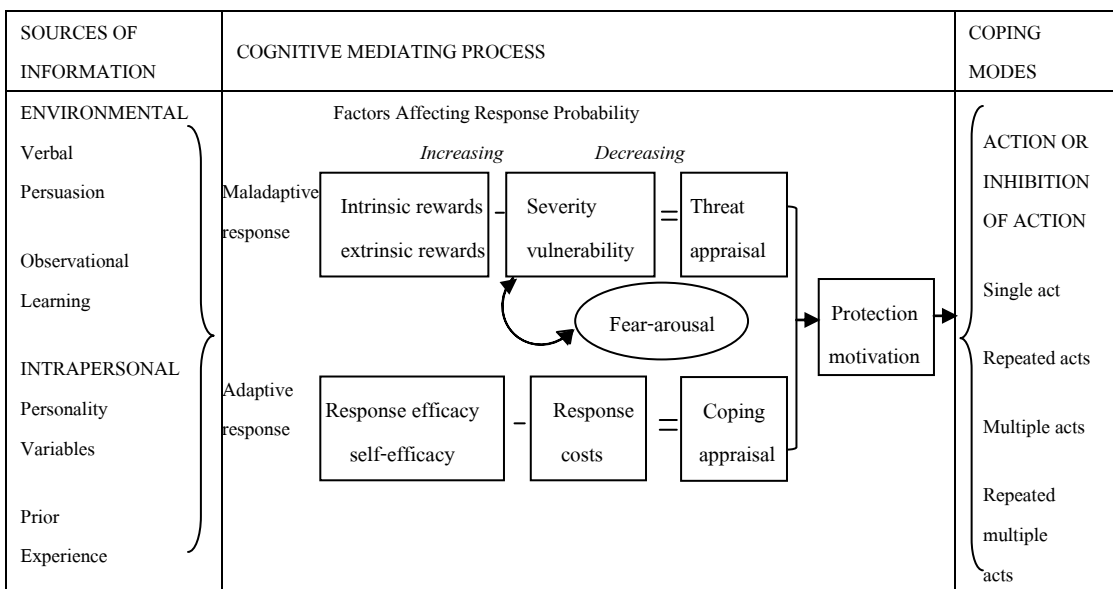 SOURCES OF
INFORMATION
COGNITIVE MEDIATING PROCESS
COPING
MODES
ENVIRONMENTAL
Verbal
Persuasion
Observational
Learning
INTRAPERSONAL
Personality
Variables
Prior
Experience
Factors Affecting Response Probability
Increasing
Decreasing
Maladaptive
response
Intrinsic rewards
extrinsic rewards
-
Severity
vulnerability
=
Threat
appraisal
Fear-arousal
Adaptive
response
Response efficacy
self-efficacy
-
Response
costs
=
Coping
appraisal
Protection
motivation
ACTION OR
INHIBITION
OF ACTION
Single act
Repeated acts
Multiple acts
Repeated
multiple
acts